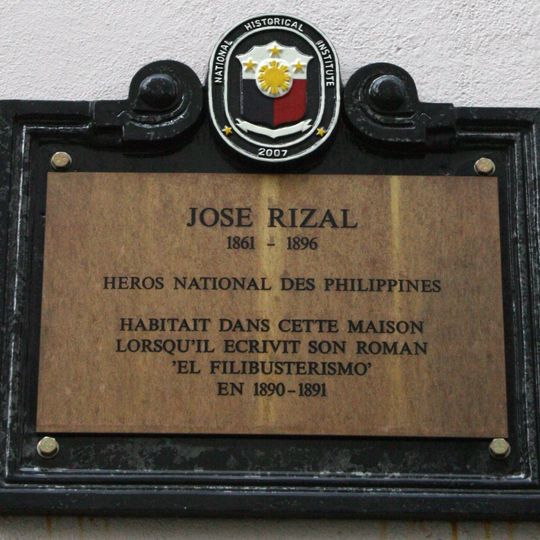 NATIONAL HISTORICAL INSTITUTE
2007
JOSE RIZAL
1861 - 1896
HEROS NATIONAL DES PHILIPPINES
HABITAIT DANS CETTE MAISON
LORSQU'IL ECRIVIT SON ROMAN
'EL FILIBUSTERISMO'
EN 1890-1891